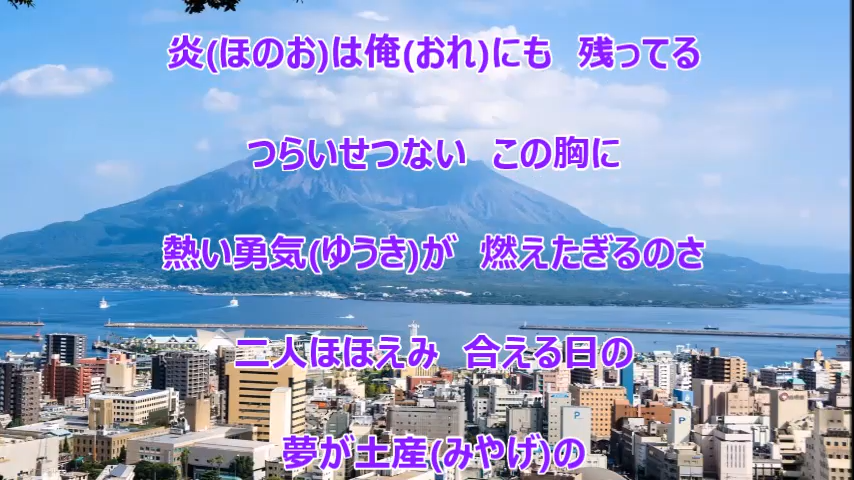 炎(ほのお)は俺(おれ)にも　残ってる
つらいせつない　この胸に
熱い勇気(ゆうき)が　燃えたぎるのさ
二人ほほえみ　合える日の
夢が土産(みやげ)の